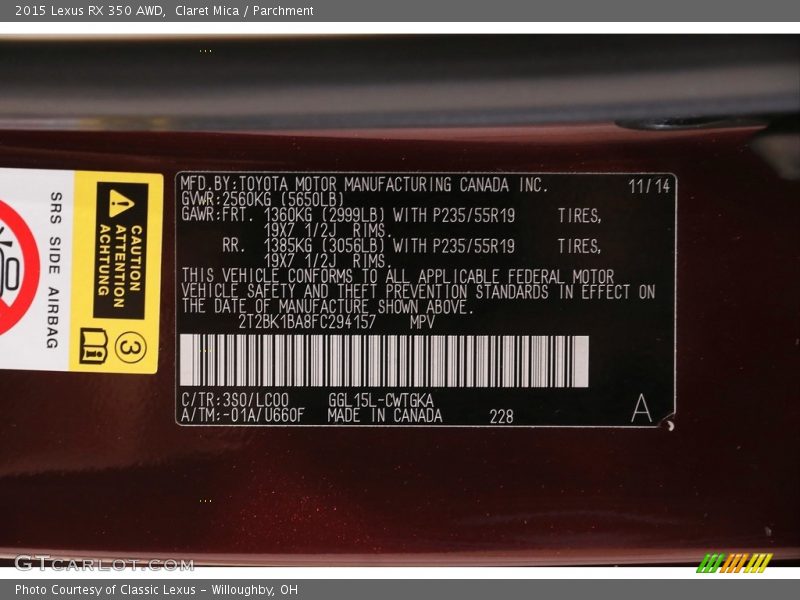 2015 Lexus RX 350 AWD, Claret Mica / Parchment
SRS SIDE AIRBAG
CAUTION
ATTENTION
ACHTUNG
3
MFD.BY:TOYOTA MOTOR MANUFACTURING CANADA INC. 11/14
GVWR:2560KG (5650LB)
GAWR:FRT. 1360KG (2999LB) WITH P235/55R19 TIRES,
19X7 1/2J RIMS.
RR. 1385KG (3056LB) WITH P235/55R19 TIRES,
19X7 1/2J RIMS.
THIS VEHICLE CONFORMS TO ALL APPLICABLE FEDERAL MOTOR
VEHICLE SAFETY AND THEFT PREVENTION STANDARDS IN EFFECT ON
THE DATE OF MANUFACTURE SHOWN ABOVE.
2T2BK1BA8FC294157 MPV
C/TR:3S0/LC00 GGL15L-CWTGKA
A/TM:-01A/U660F MADE IN CANADA 228 A
GTCarLot.com
Photo Courtesy of Classic Lexus - Willoughby, OH